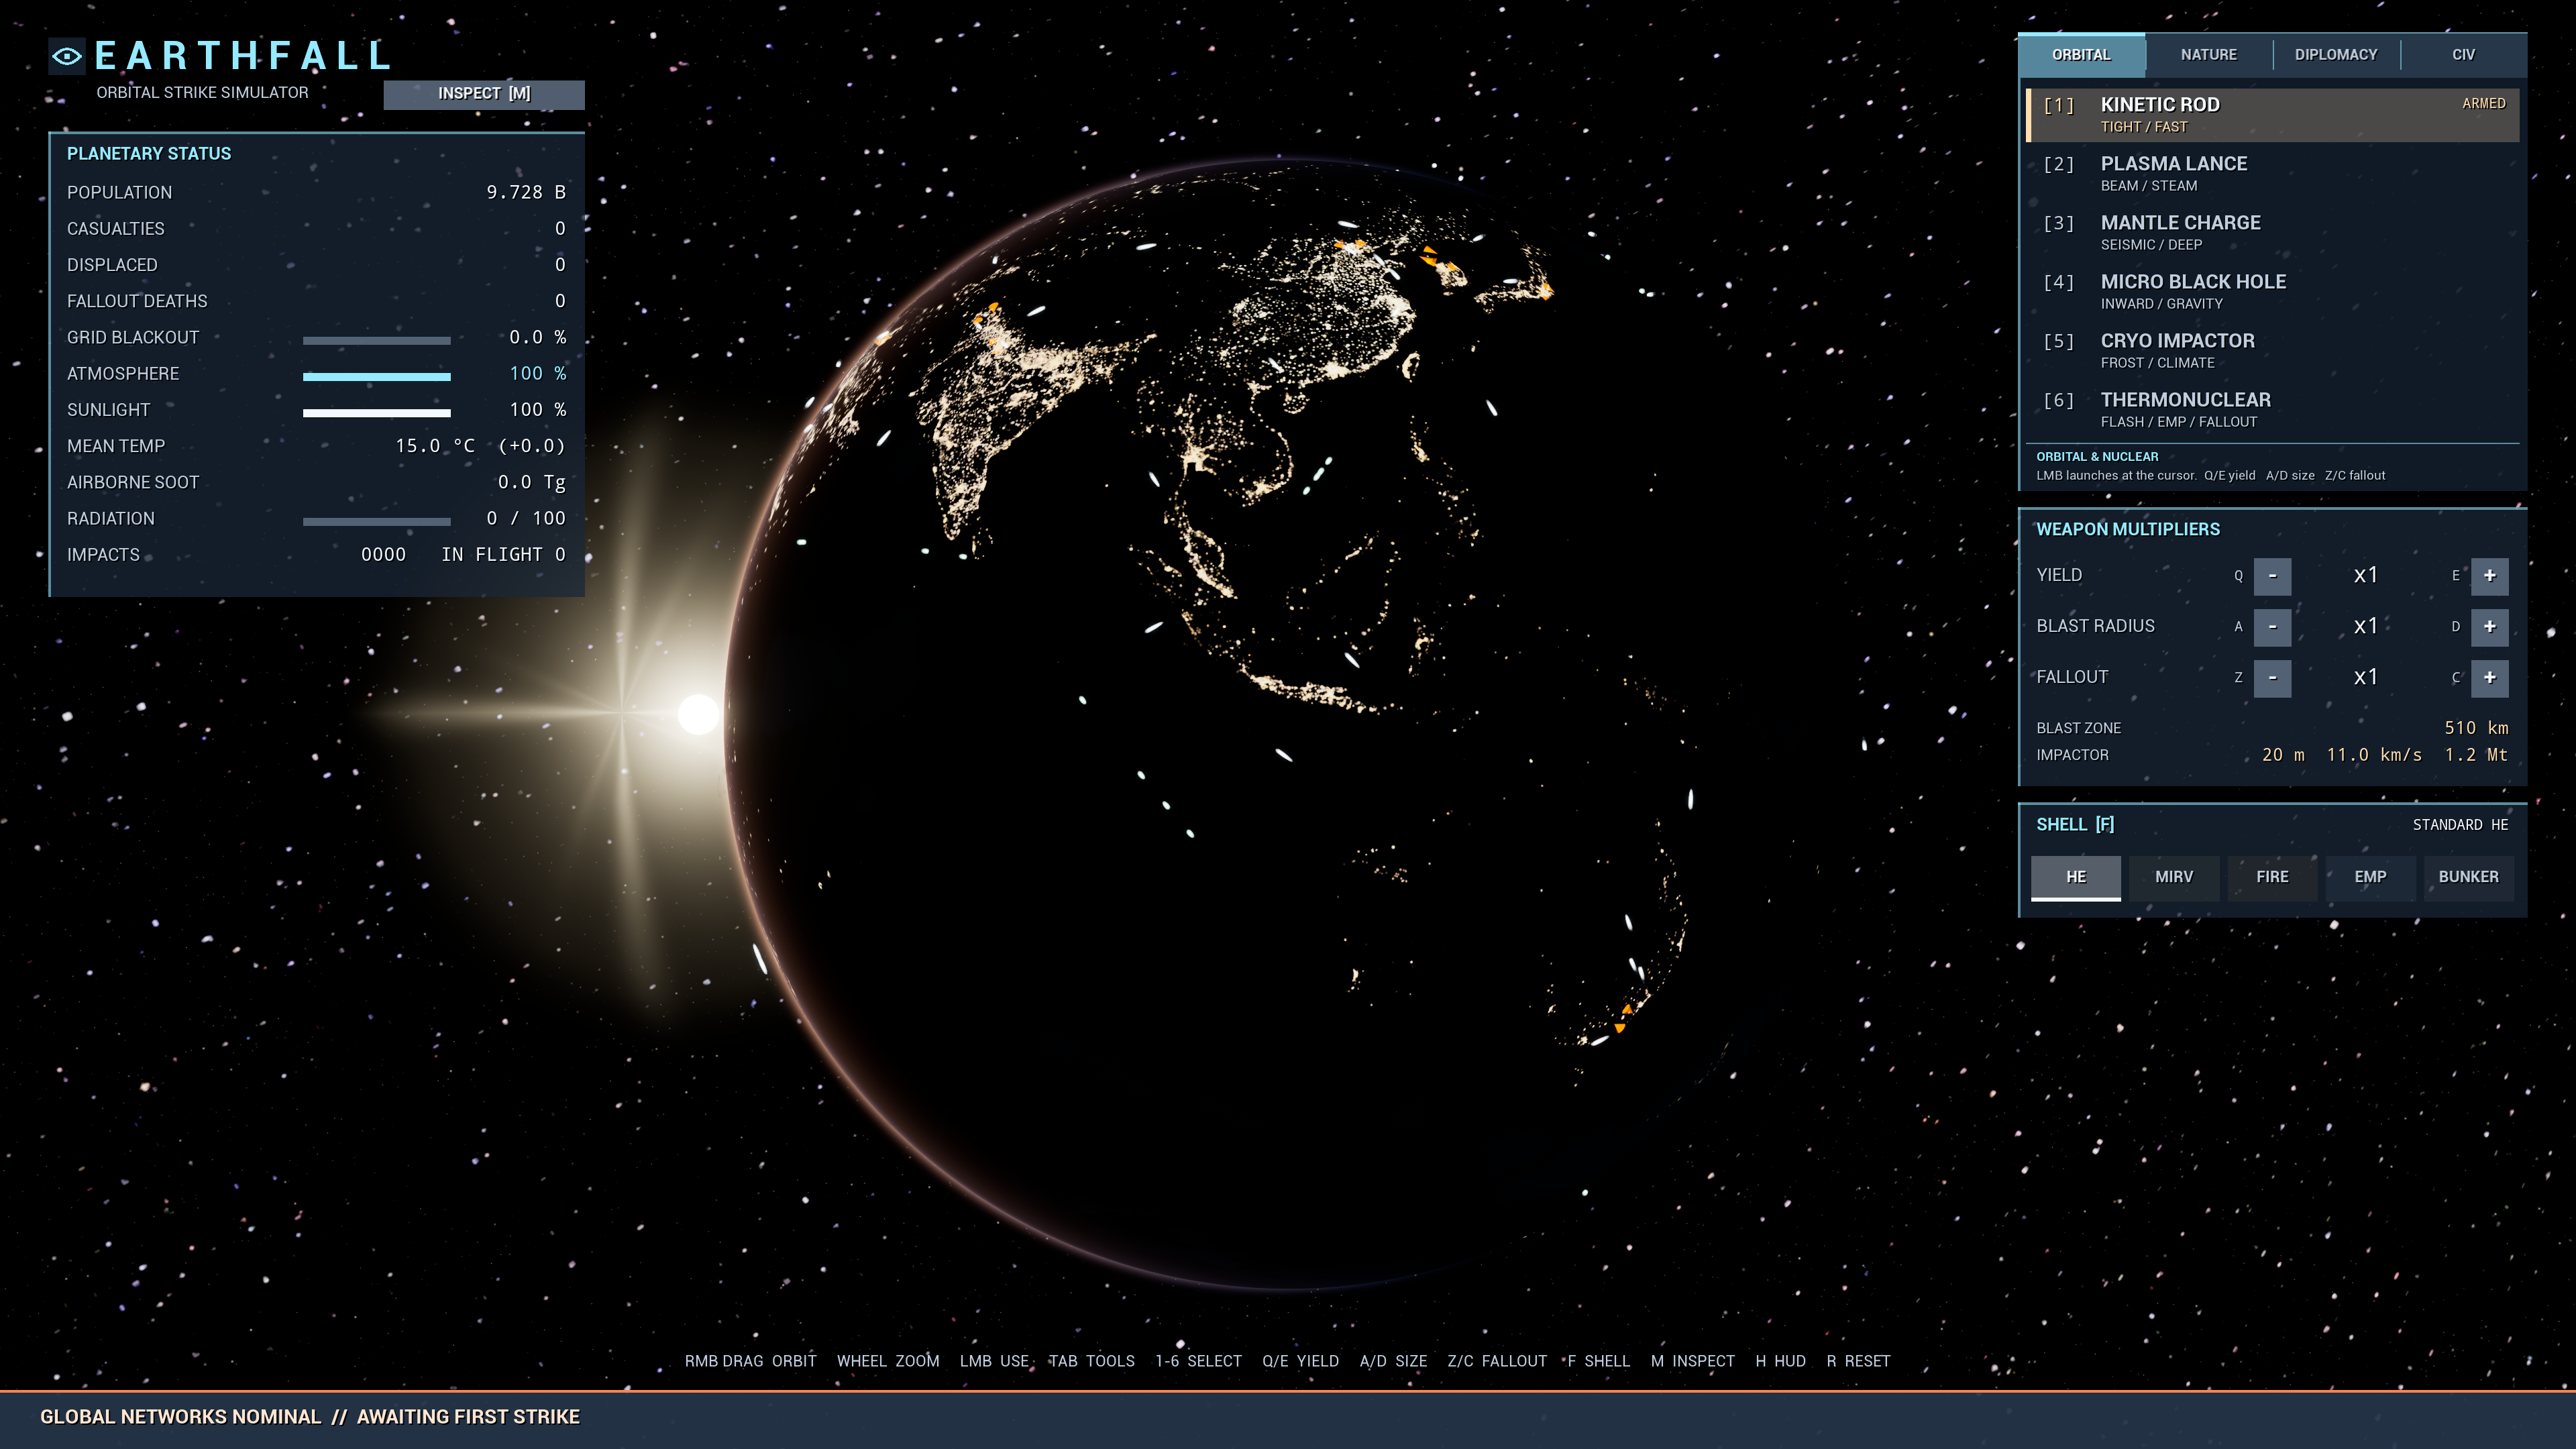 EARTHFALL
ORBITAL STRIKE SIMULATOR
INSPECT [M]
PLANETARY STATUS
POPULATION 9.728 B
CASUALTIES 0
DISPLACED 0
FALLOUT DEATHS 0
GRID BLACKOUT 0.0 %
ATMOSPHERE 100 %
SUNLIGHT 100 %
MEAN TEMP 15.0 °C (+0.0)
AIRBORNE SOOT 0.0 Tg
RADIATION 0 / 100
IMPACTS 0000 IN FLIGHT 0
ORBITAL NATURE DIPLOMACY CIV
[1] KINETIC ROD ARMED
TIGHT / FAST
[2] PLASMA LANCE
BEAM / STEAM
[3] MANTLE CHARGE
SEISMIC / DEEP
[4] MICRO BLACK HOLE
INWARD / GRAVITY
[5] CRYO IMPACTOR
FROST / CLIMATE
[6] THERMONUCLEAR
FLASH / EMP / FALLOUT
ORBITAL & NUCLEAR
LMB launches at the cursor. Q/E yield A/D size Z/C fallout
WEAPON MULTIPLIERS
YIELD Q - x1 E +
BLAST RADIUS A - x1 D +
FALLOUT Z - x1 C +
BLAST ZONE 510 km
IMPACTOR 20 m 11.0 km/s 1.2 Mt
SHELL [F] STANDARD HE
HE MIRV FIRE EMP BUNKER
RMB DRAG ORBIT WHEEL ZOOM LMB USE TAB TOOLS 1-6 SELECT Q/E YIELD A/D SIZE Z/C FALLOUT F SHELL M INSPECT H HUD R RESET
GLOBAL NETWORKS NOMINAL // AWAITING FIRST STRIKE